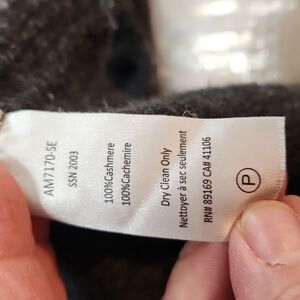 AM7170-SE
SSN 2003
100%Cashmere
100%Cachemire
Dry Clean Only
Nettoyer à sec seulement
RN# 89169 CA# 41106
P